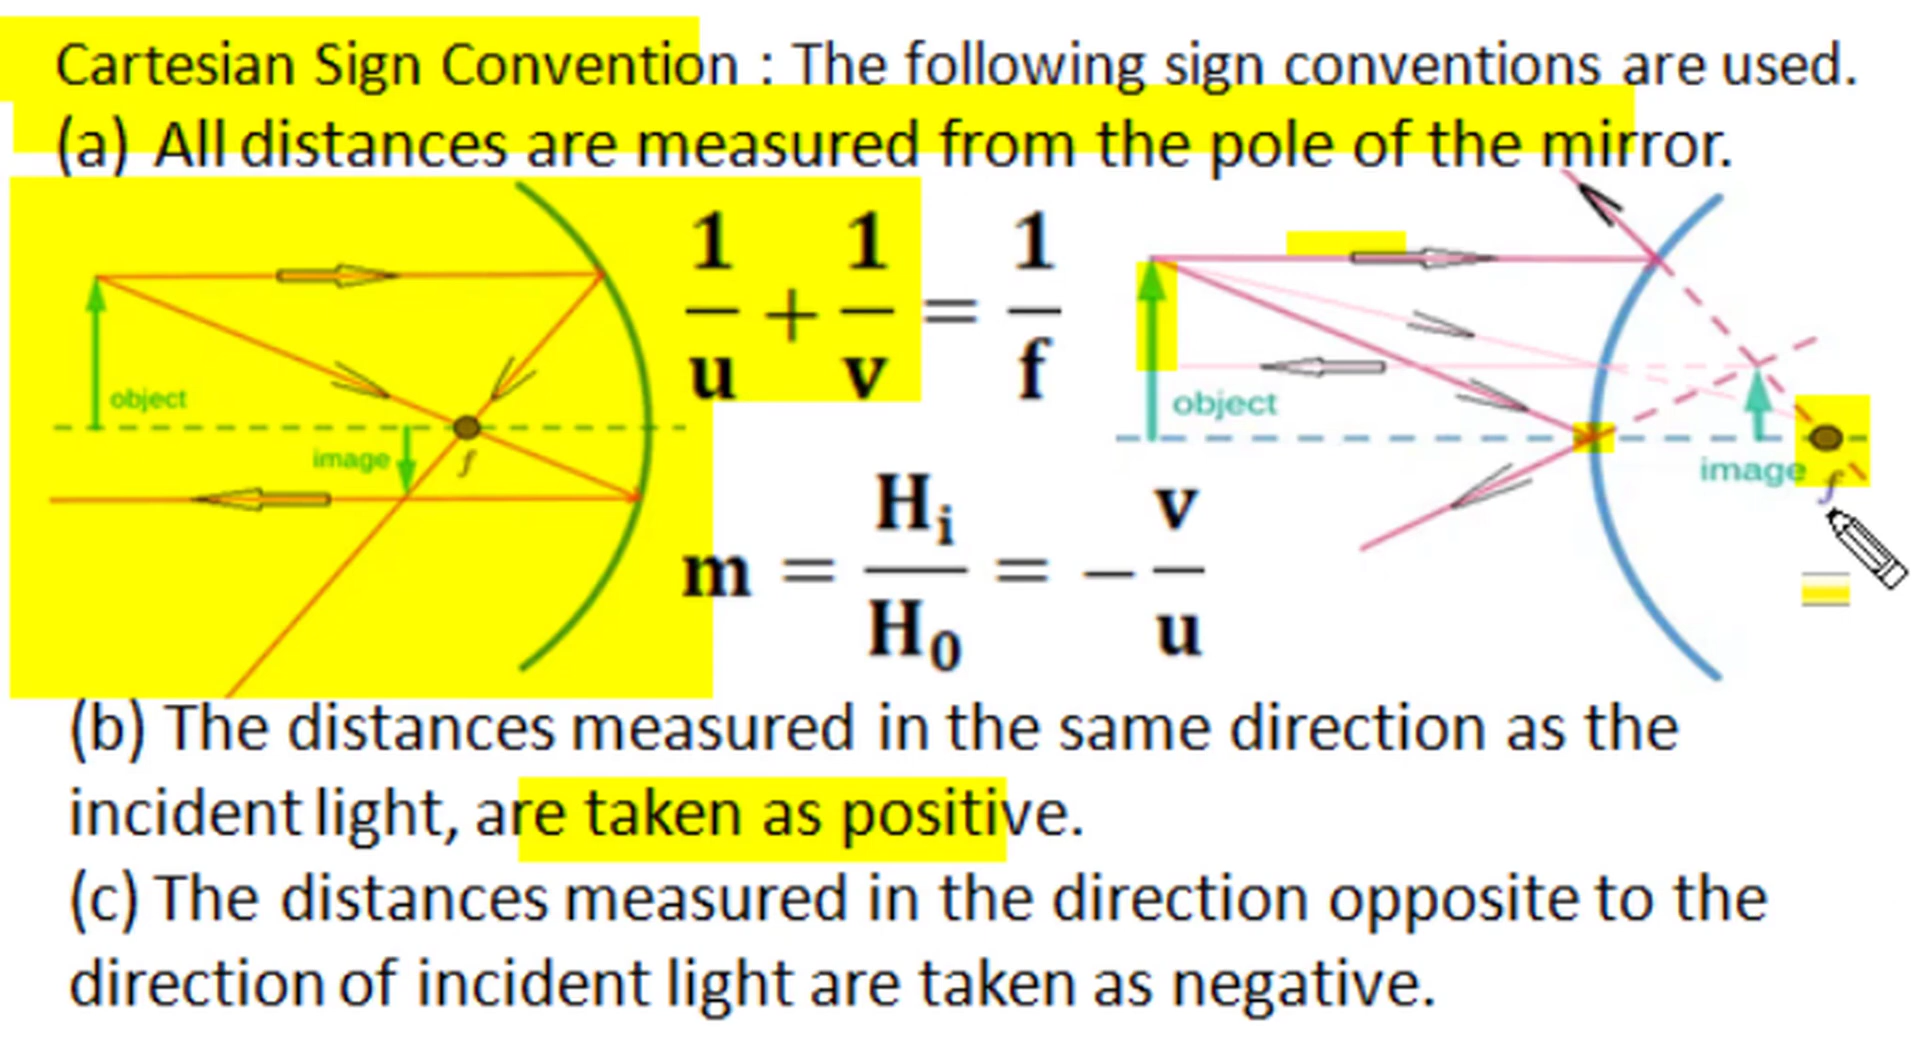 Cartesian Sign Convention : The following sign conventions are used.
(a) All distances are measured from the pole of the mirror.
object
image
f
1/u + 1/v = 1/f
m = Hi/H0 = - v/u
object
image
f
(b) The distances measured in the same direction as the
incident light, are taken as positive.
(c) The distances measured in the direction opposite to the
direction of incident light are taken as negative.